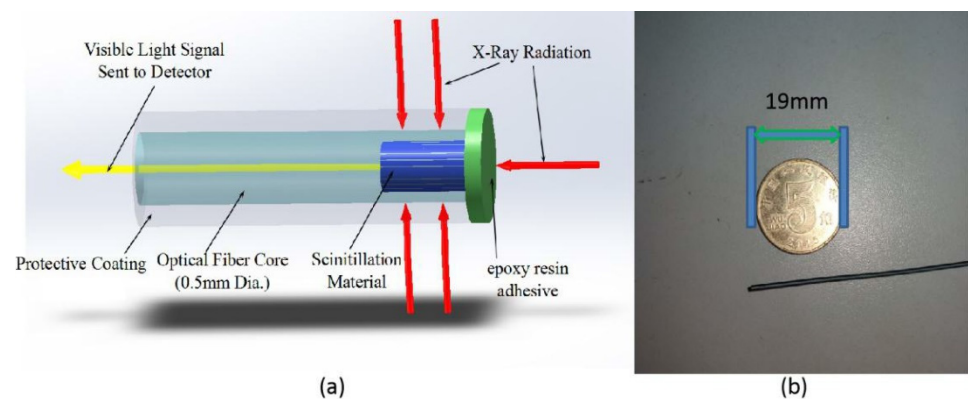 Visible Light Signal
Sent to Detector
X-Ray Radiation
Protective Coating
Optical Fiber Core
(0.5mm Dia.)
Scinitillation
Material
epoxy resin
adhesive
(a)
19mm
5
(b)